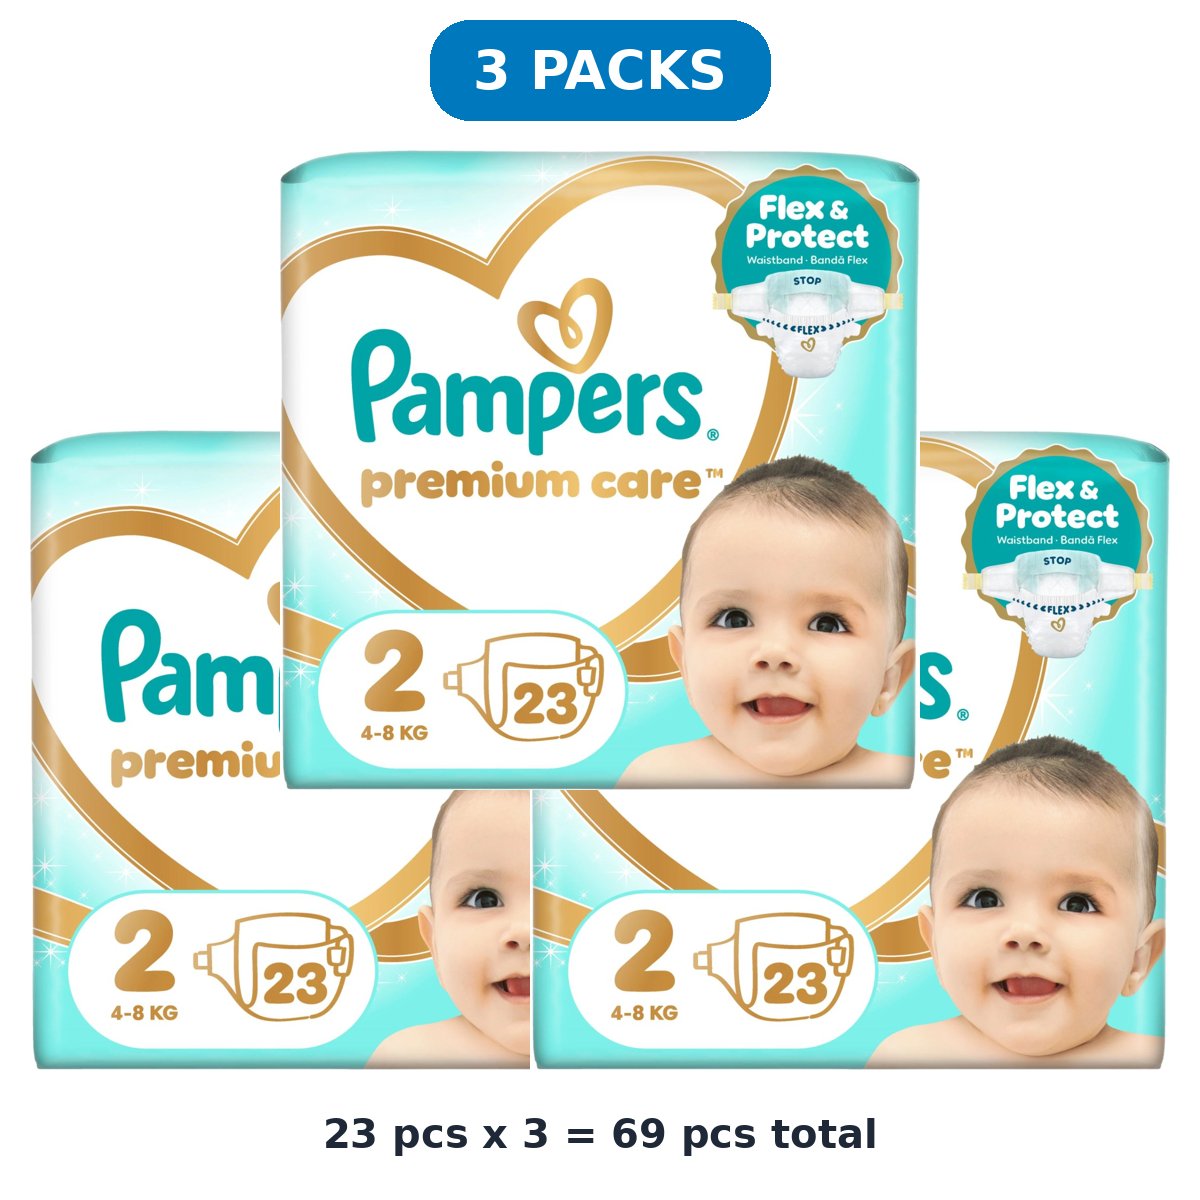 3 PACKS
Flex &
Protect
Waistband · Bandă Flex
STOP
FLEX
Pampers®
premium care™
2
4-8 KG
23
Pam
premiu
2
4-8 KG
23
Flex &
Protect
Waistband · Bandă Flex
STOP
FLEX
s®
e™
2
4-8 KG
23
23 pcs x 3 = 69 pcs total